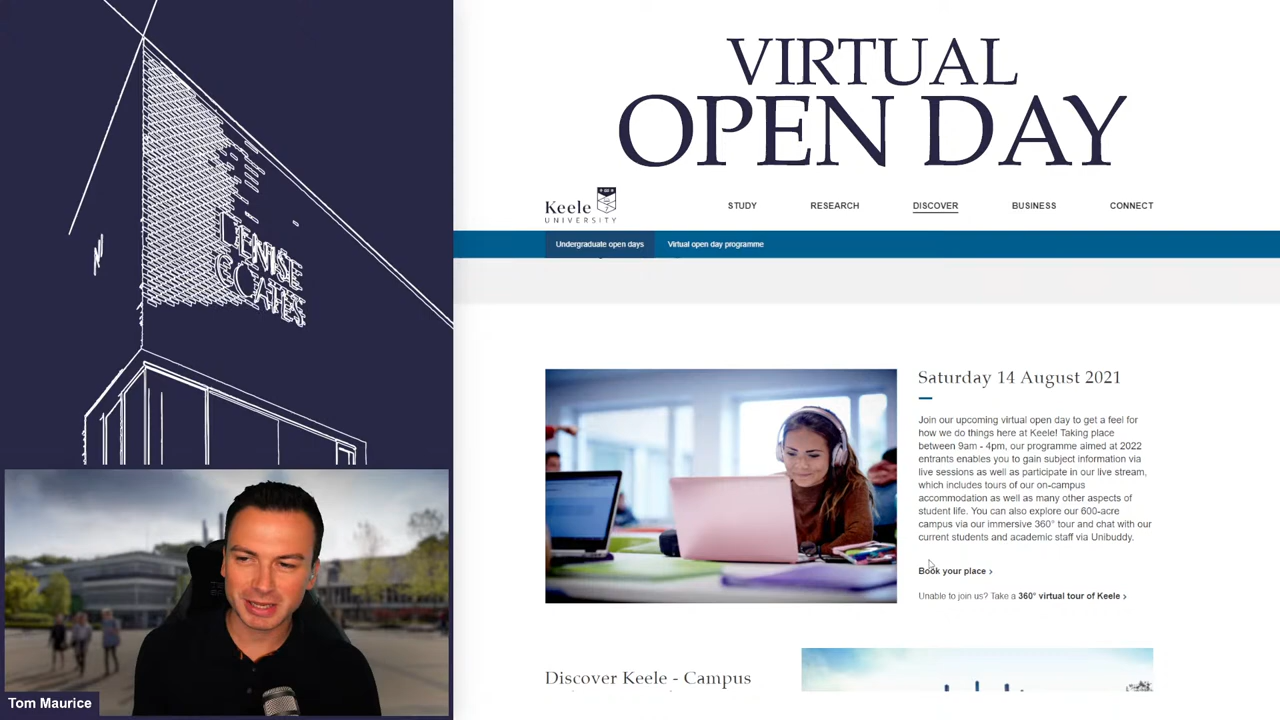 DENISE
COATES
Tom Maurice
VIRTUAL
OPEN DAY
Keele
UNIVERSITY
STUDY
RESEARCH
DISCOVER
BUSINESS
CONNECT
Undergraduate open days
Virtual open day programme
Saturday 14 August 2021
Join our upcoming virtual open day to get a feel for
how we do things here at Keele! Taking place
between 9am - 4pm, our programme aimed at 2022
entrants enables you to gain subject information via
live sessions as well as participate in our live stream,
which includes tours of our on-campus
accommodation as well as many other aspects of
student life. You can also explore our 600-acre
campus via our immersive 360° tour and chat with our
current students and academic staff via Unibuddy.
Book your place ›
Unable to join us? Take a 360° virtual tour of Keele ›
Discover Keele - Campus